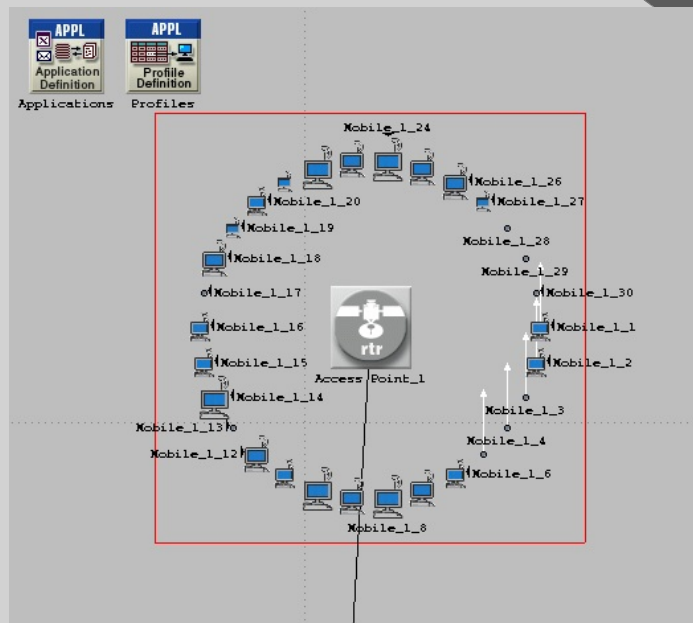 APPL
Application
Definition
Applications
APPL
Profile
Definition
Profiles
Mobile_1_24
Mobile_1_26
Mobile_1_20
Mobile_1_27
Mobile_1_19
Mobile_1_28
Mobile_1_18
Mobile_1_29
Mobile_1_17
Mobile_1_30
Mobile_1_16
Mobile_1_1
rtr
Mobile_1_15
Mobile_1_2
Access Point_1
Mobile_1_14
Mobile_1_3
Mobile_1_13
Mobile_1_4
Mobile_1_12
Mobile_1_6
Mobile_1_8